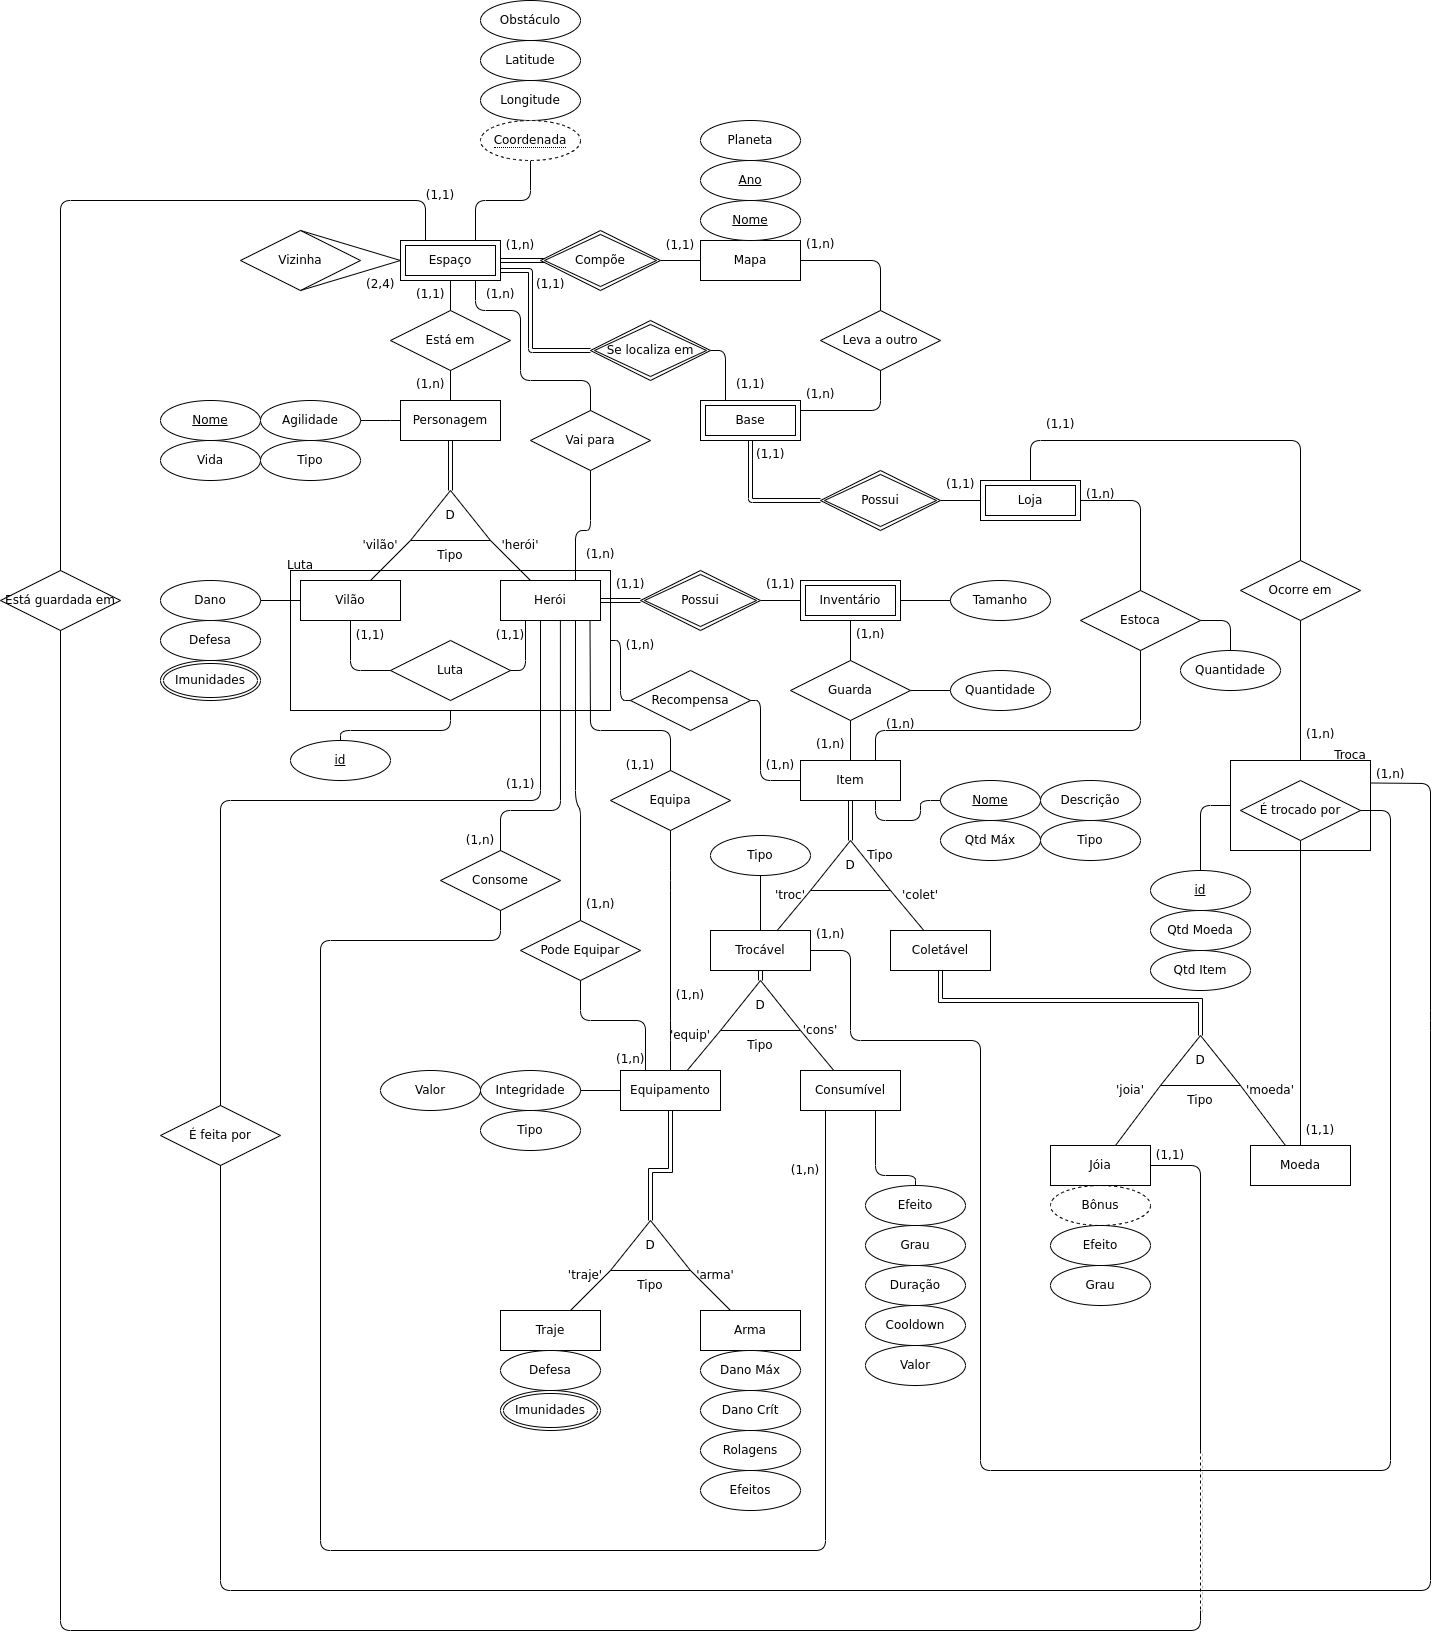 Obstáculo
Latitude
Longitude
Coordenada
Planeta
Ano
Nome
(1,1)
Vizinha
Espaço
(1,n)
Compõe
(1,1)
Mapa
(1,n)
(2,4)
(1,1)
(1,n)
(1,1)
Está em
Se localiza em
Leva a outro
(1,n)
(1,1)
(1,n)
Nome
Agilidade
Personagem
Base
Vida
Tipo
Vai para
(1,1)
(1,1)
Possui
(1,1)
Loja
(1,n)
D
'vilão'
Tipo
'herói'
(1,n)
Luta
Está guardada em
Dano
Vilão
Herói
(1,1)
Possui
(1,1)
Inventário
Tamanho
Ocorre em
Defesa
(1,1)
(1,1)
(1,n)
(1,n)
Estoca
Imunidades
Luta
Recompensa
Guarda
Quantidade
Quantidade
id
(1,n)
(1,n)
(1,n)
(1,n)
Troca
(1,1)
(1,1)
(1,n)
Item
(1,n)
Equipa
Nome
Descrição
É trocado por
(1,n)
Qtd Máx
Tipo
Consome
Tipo
D
Tipo
'troc'
'colet'
id
(1,n)
Qtd Moeda
Pode Equipar
Trocável
(1,n)
Coletável
Qtd Item
(1,n)
D
'equip'
'cons'
Tipo
(1,n)
D
Valor
Integridade
Equipamento
Consumível
'joia'
Tipo
'moeda'
Tipo
É feita por
(1,1)
(1,n)
Jóia
(1,1)
Moeda
Efeito
Bônus
Grau
Efeito
D
Duração
Grau
'traje'
Tipo
'arma'
Cooldown
Traje
Arma
Valor
Defesa
Dano Máx
Imunidades
Dano Crít
Rolagens
Efeitos